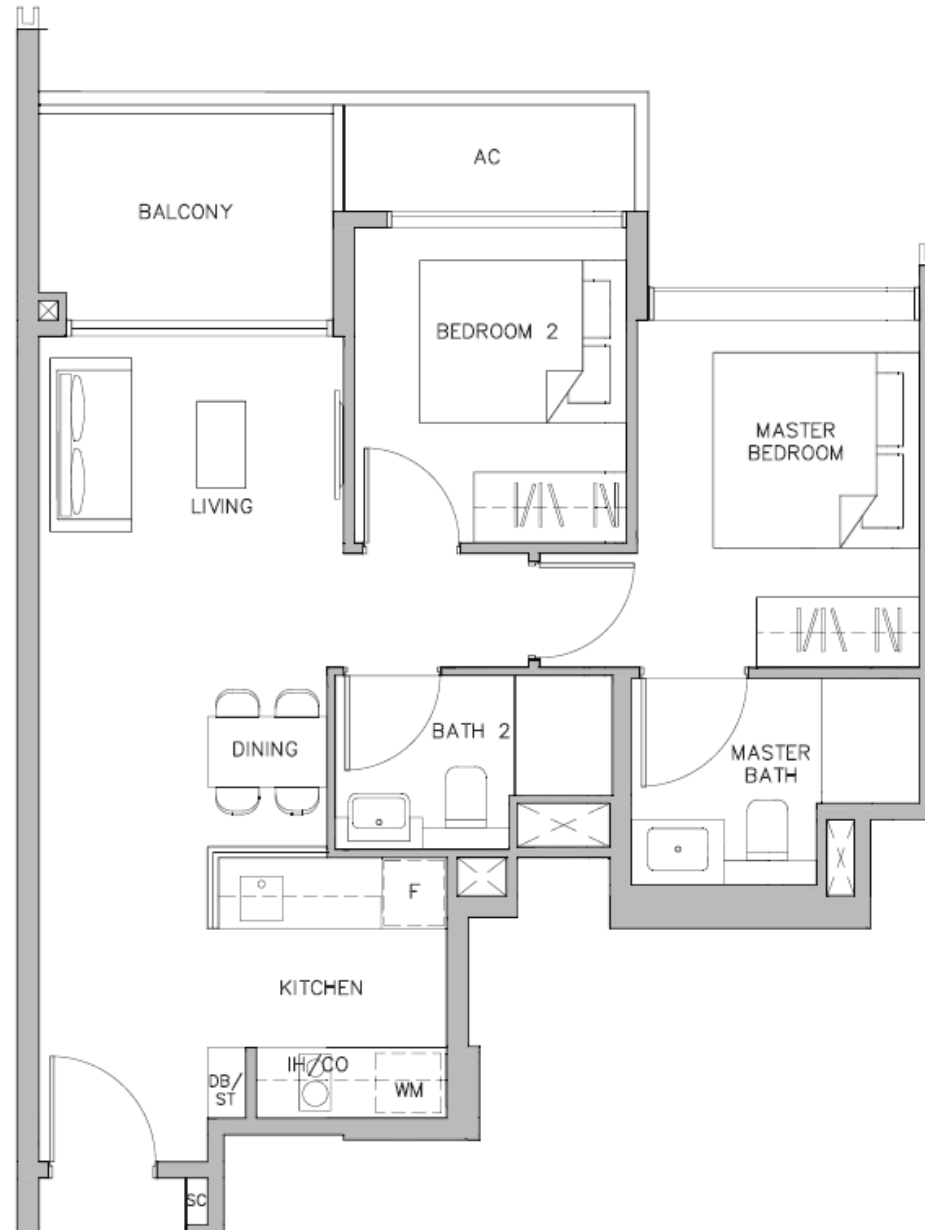 AC
BALCONY
BEDROOM 2
MASTER
BEDROOM
LIVING
BATH 2
DINING
MASTER
BATH
F
KITCHEN
IH/CO
DB/
ST
WM
SC